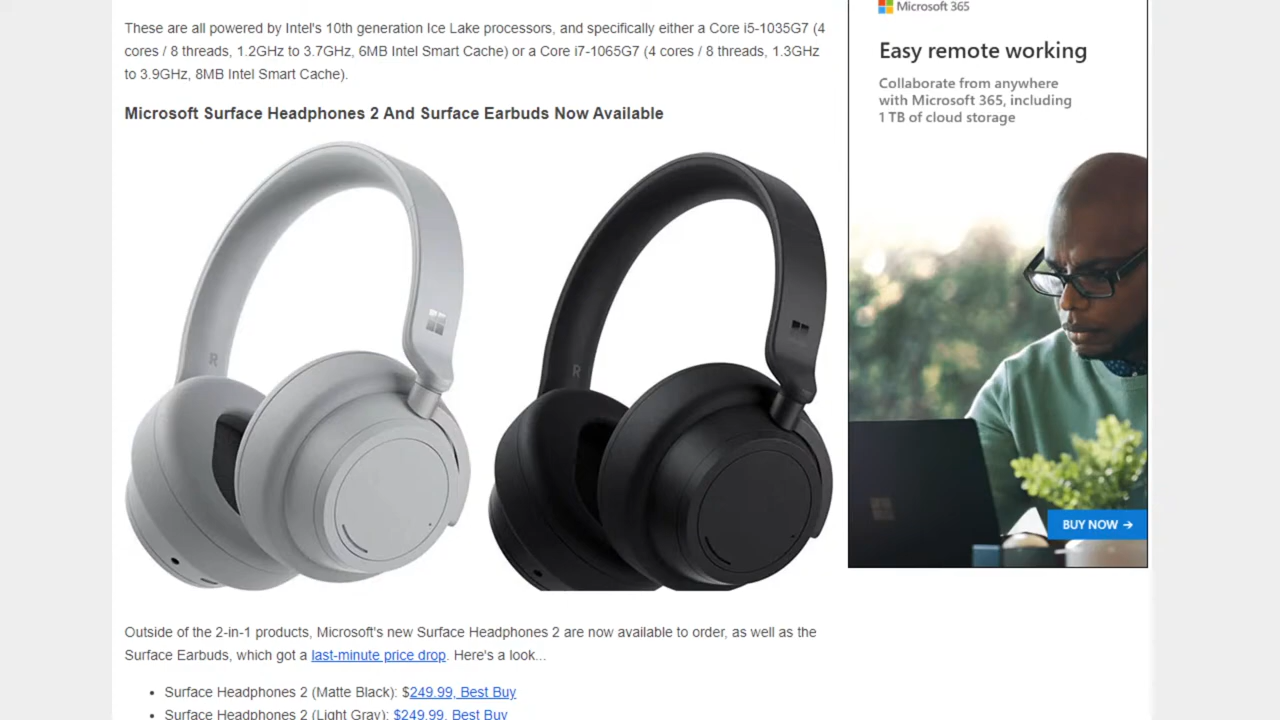 These are all powered by Intel's 10th generation Ice Lake processors, and specifically either a Core i5-1035G7 (4
cores / 8 threads, 1.2GHz to 3.7GHz, 6MB Intel Smart Cache) or a Core i7-1065G7 (4 cores / 8 threads, 1.3GHz
to 3.9GHz, 8MB Intel Smart Cache).
Microsoft Surface Headphones 2 And Surface Earbuds Now Available
R
R
Outside of the 2-in-1 products, Microsoft's new Surface Headphones 2 are now available to order, as well as the
Surface Earbuds, which got a last-minute price drop. Here's a look...
• Surface Headphones 2 (Matte Black): $249.99, Best Buy
• Surface Headphones 2 (Light Gray): $249.99, Best Buy
Microsoft 365
Easy remote working
Collaborate from anywhere
with Microsoft 365, including
1 TB of cloud storage
BUY NOW →